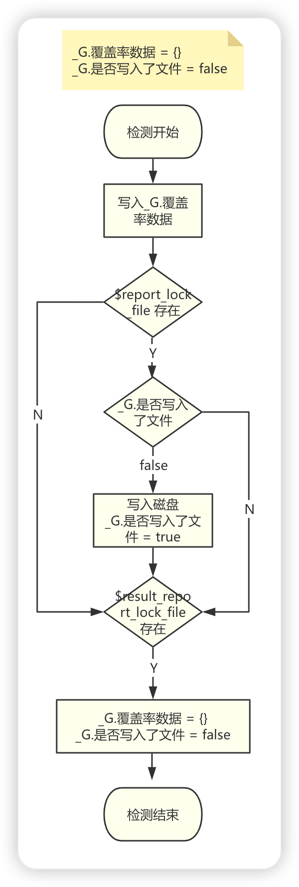 _G.覆盖率数据 = {}
_G.是否写入了文件 = false
检测开始
写入_G.覆盖
率数据
$report_lock
_file 存在
Y
N
_G.是否写入
了文件
false
N
写入磁盘
_G.是否写入了文
件 = true
$result_repo
rt_lock_file
存在
Y
_G.覆盖率数据 = {}
_G.是否写入了文件 = false
检测结束